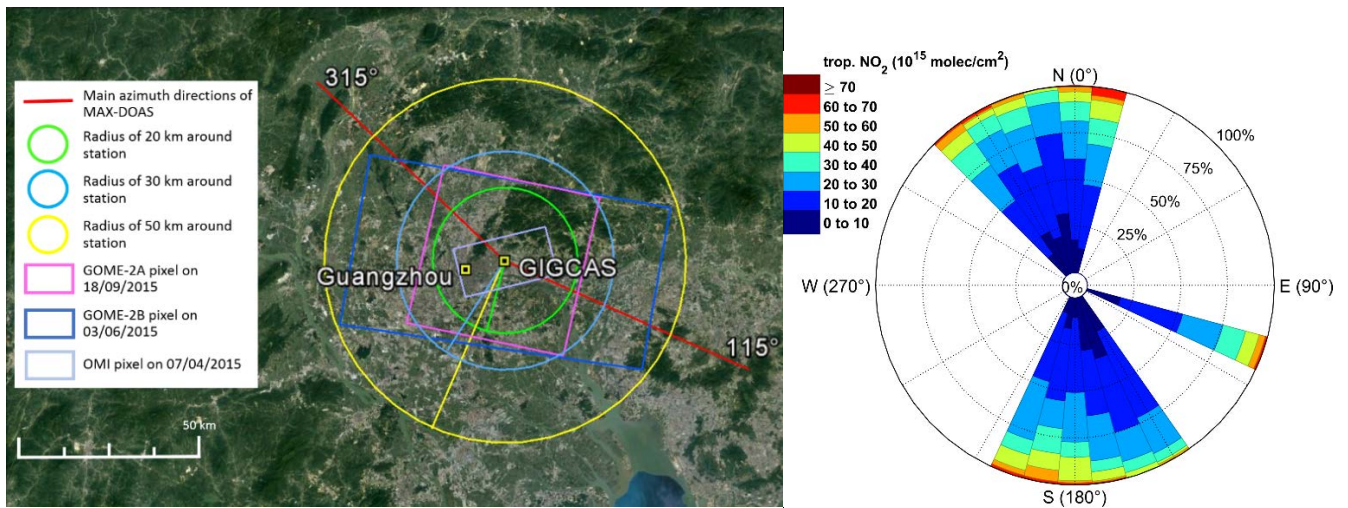 315°
Main azimuth directions of
MAX-DOAS
Radius of 20 km around
station
Radius of 30 km around
station
Radius of 50 km around
station
GOME-2A pixel on
18/09/2015
GOME-2B pixel on
03/06/2015
OMI pixel on 07/04/2015
50 km
Guangzhou
GIGCAS
115°
trop. NO2 (10^15 molec/cm^2)
≥ 70
60 to 70
50 to 60
40 to 50
30 to 40
20 to 30
10 to 20
0 to 10
N (0°)
100%
75%
50%
25%
0%
W (270°)
E (90°)
S (180°)